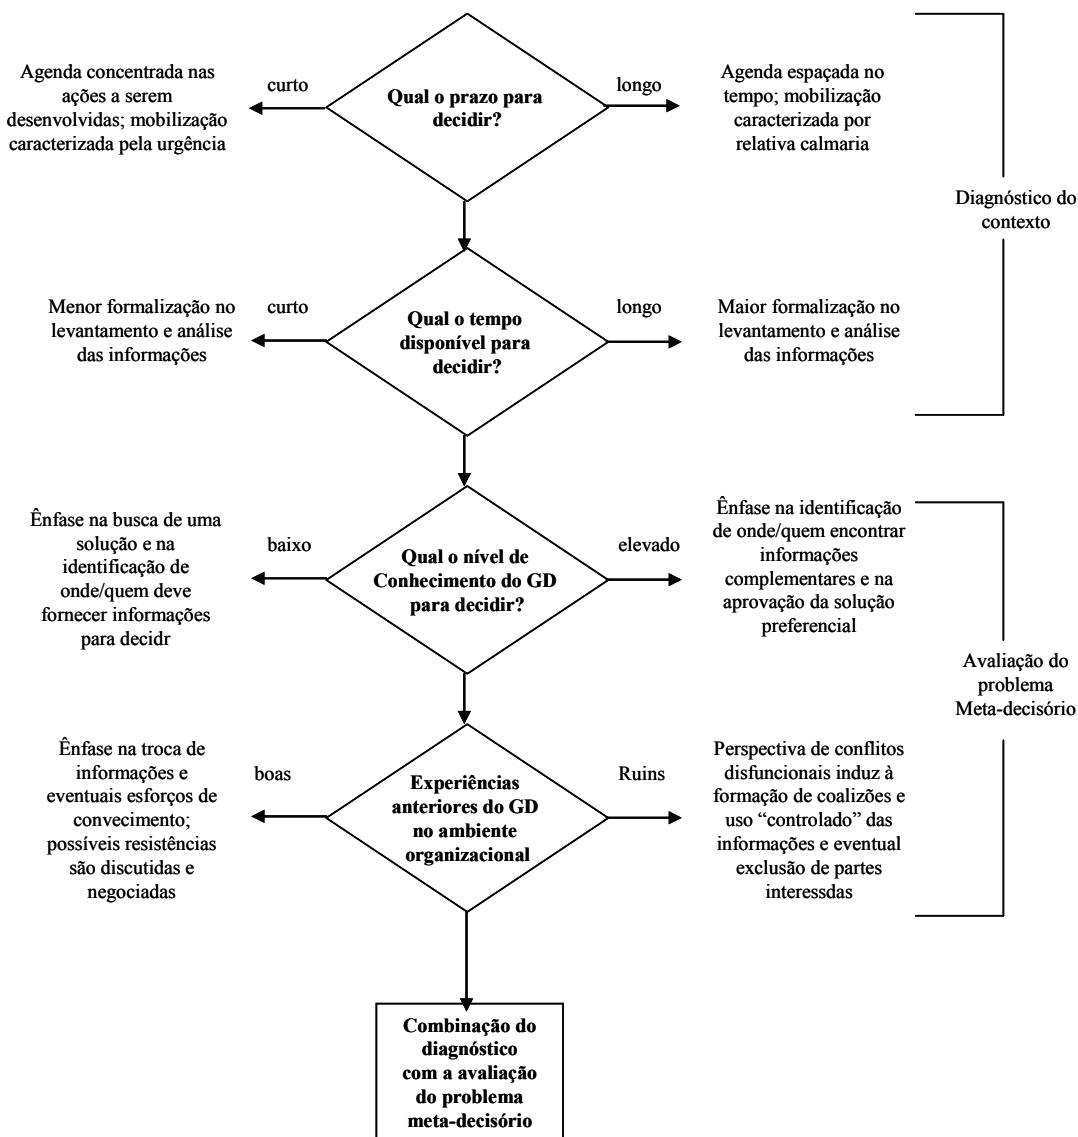 Agenda concentrada nas
ações a serem
desenvolvidas; mobilização
caracterizada pela urgência
curto
Qual o prazo para
decidir?
longo
Agenda espaçada no
tempo; mobilização
caracterizada por
relativa calmaria
Diagnóstico do
contexto
Menor formalização no
levantamento e análise
das informações
curto
Qual o tempo
disponível para
decidir?
longo
Maior formalização no
levantamento e análise
das informações
Ênfase na busca de uma
solução e na
identificação de
onde/quem deve
fornecer informações
para decidr
baixo
Qual o nível de
Conhecimento do GD
para decidir?
elevado
Ênfase na identificação
de onde/quem encontrar
informações
complementares e na
aprovação da solução
preferencial
Avaliação do
problema
Meta-decisório
Ênfase na troca de
informações e
eventuais esforços de
convecimento;
possíveis resistências
são discutidas e
negociadas
boas
Experiências
anteriores do GD
no ambiente
organizacional
Ruins
Perspectiva de conflitos
disfuncionais induz à
formação de coalizões e
uso “controlado” das
informações e eventual
exclusão de partes
interessdas
Combinação do
diagnóstico
com a avaliação
do problema
meta-decisório